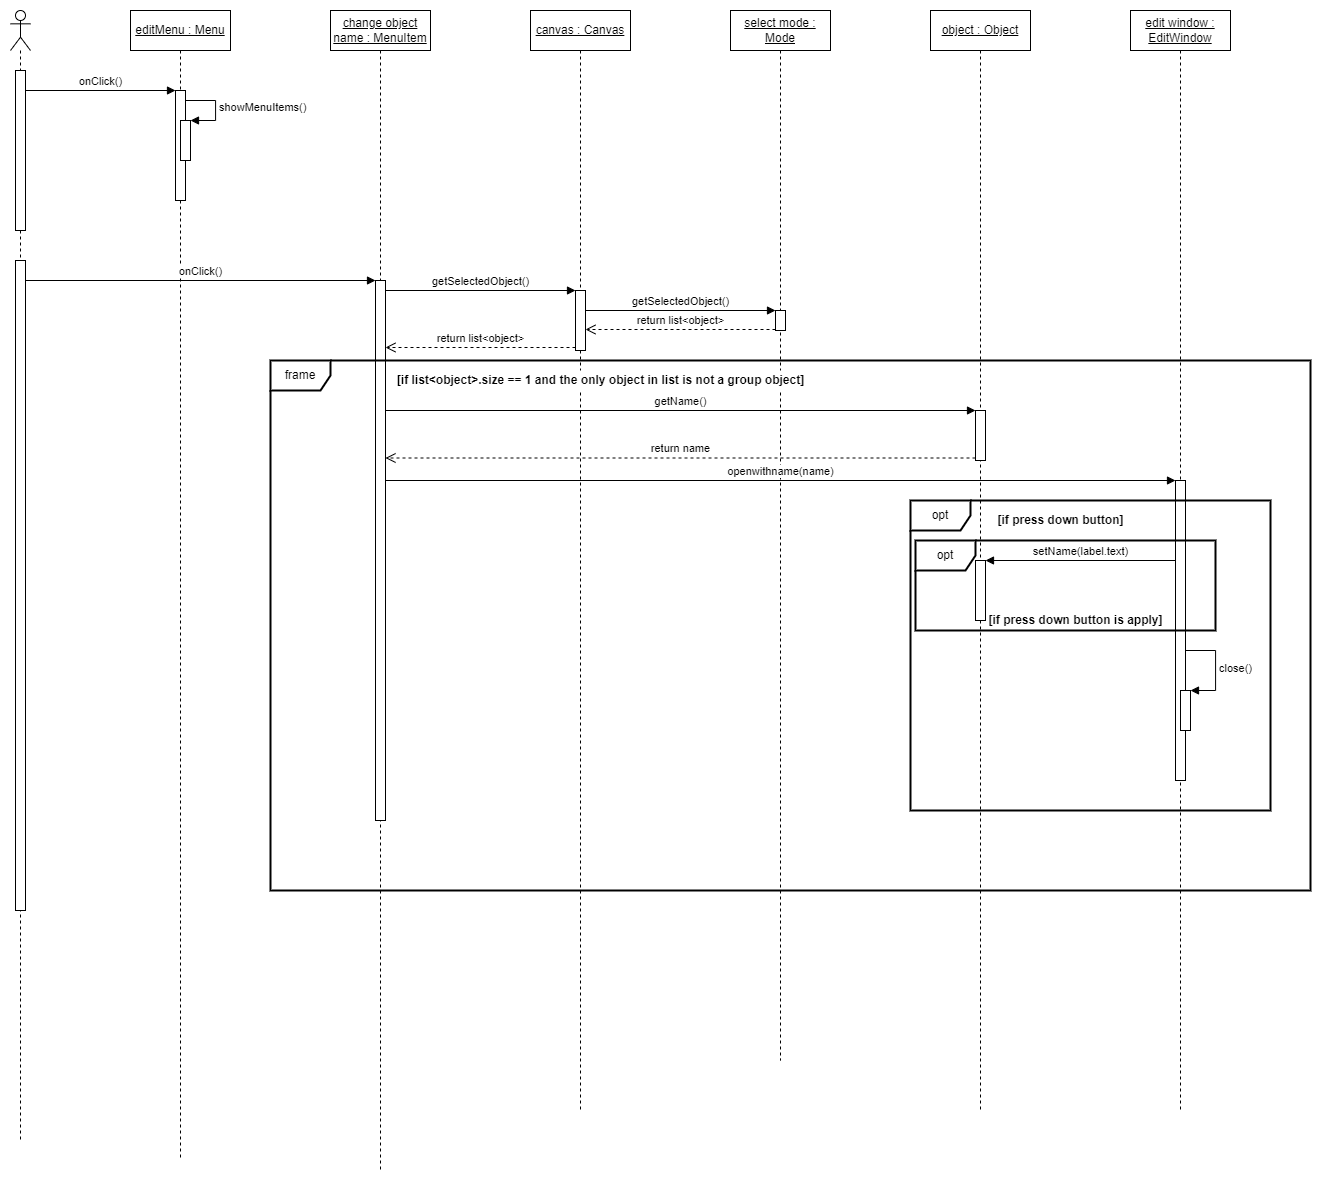 editMenu : Menu
change object
name : MenuItem
canvas : Canvas
select mode :
Mode
object : Object
edit window :
EditWindow
onClick()
showMenuItems()
onClick()
getSelectedObject()
getSelectedObject()
return list<object>
return list<object>
frame
[if list<object>.size == 1 and the only object in list is not a group object]
getName()
return name
openwithname(name)
opt
[if press down button]
opt
setName(label.text)
[if press down button is apply]
close()